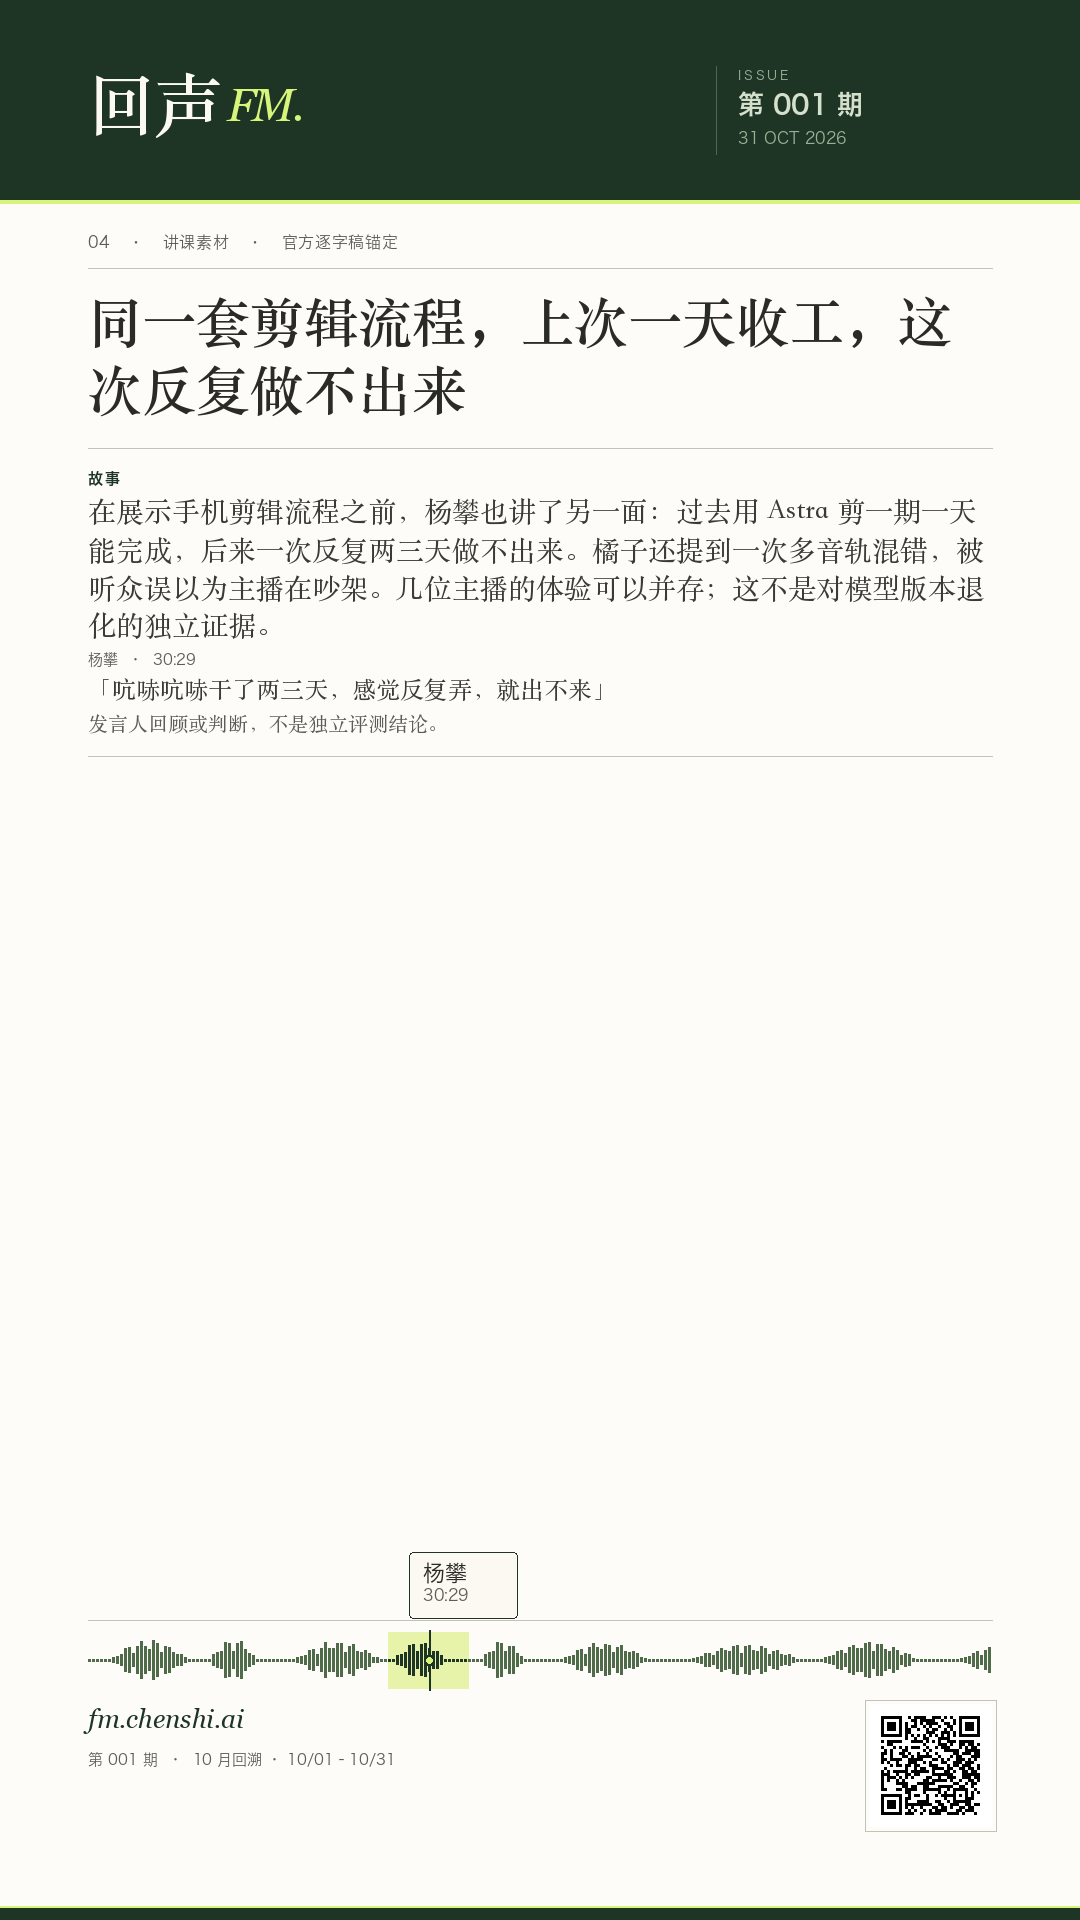 回声 FM.
ISSUE
第 001 期
31 OCT 2026
04 · 讲课素材 · 官方逐字稿锚定
同一套剪辑流程，上次一天收工，这
次反复做不出来
故事
在展示手机剪辑流程之前，杨攀也讲了另一面：过去用 Astra 剪一期一天
能完成，后来一次反复两三天做不出来。橘子还提到一次多音轨混错，被
听众误以为主播在吵架。几位主播的体验可以并存；这不是对模型版本退
化的独立证据。
杨攀 · 30:29
「吭哧吭哧干了两三天，感觉反复弄，就出不来」
发言人回顾或判断，不是独立评测结论。
杨攀
30:29
fm.chenshi.ai
第 001 期 · 10 月回溯 · 10/01 - 10/31